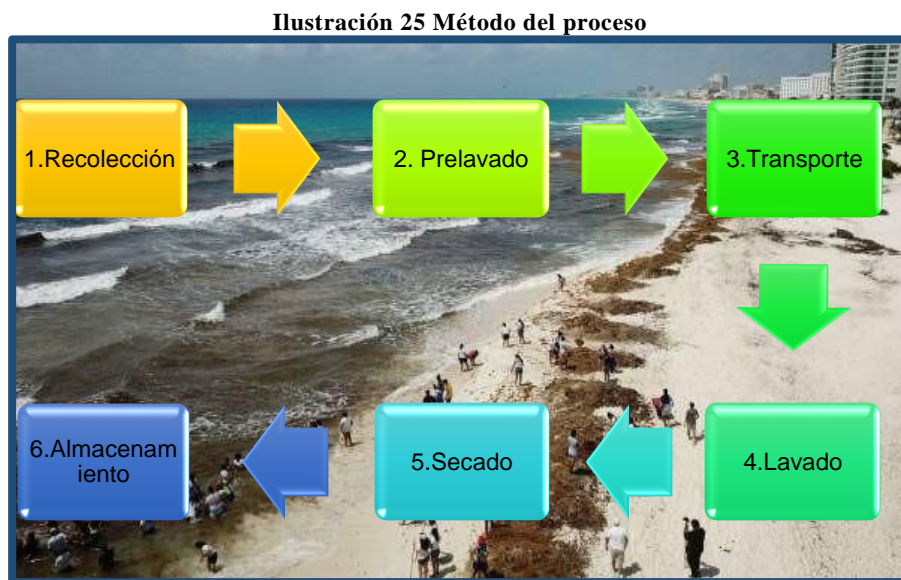 Ilustración 25 Método del proceso
1.Recolección
2. Prelavado
3.Transporte
4.Lavado
5.Secado
6.Almacenam
iento